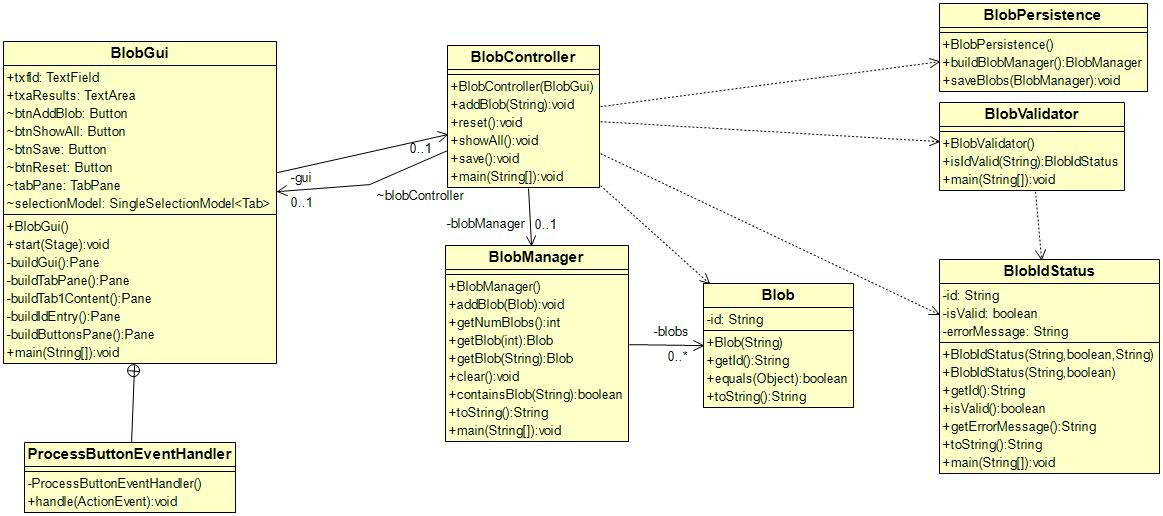 BlobGui
+txfId: TextField
+txaResults: TextArea
~btnAddBlob: Button
~btnShowAll: Button
~btnSave: Button
~btnReset: Button
~tabPane: TabPane
~selectionModel: SingleSelectionModel<Tab>
+BlobGui()
+start(Stage):void
-buildGui():Pane
-buildTabPane():Pane
-buildTab1Content():Pane
-buildIdEntry():Pane
-buildButtonsPane():Pane
+main(String[]):void
ProcessButtonEventHandler
-ProcessButtonEventHandler()
+handle(ActionEvent):void
0..1
-gui
~blobController
0..1
BlobController
+BlobController(BlobGui)
+addBlob(String):void
+reset():void
+showAll():void
+save():void
+main(String[]):void
-blobManager
0..1
BlobManager
+BlobManager()
+addBlob(Blob):void
+getNumBlobs():int
+getBlob(int):Blob
+getBlob(String):Blob
+clear():void
+containsBlob(String):boolean
+toString():String
+main(String[]):void
-blobs
0..*
Blob
-id: String
+Blob(String)
+getId():String
+equals(Object):boolean
+toString():String
BlobPersistence
+BlobPersistence()
+buildBlobManager():BlobManager
+saveBlobs(BlobManager):void
BlobValidator
+BlobValidator()
+isIdValid(String):BlobIdStatus
+main(String[]):void
BlobIdStatus
-id: String
-isValid: boolean
-errorMessage: String
+BlobIdStatus(String,boolean,String)
+BlobIdStatus(String,boolean)
+getId():String
+isValid():boolean
+getErrorMessage():String
+toString():String
+main(String[]):void